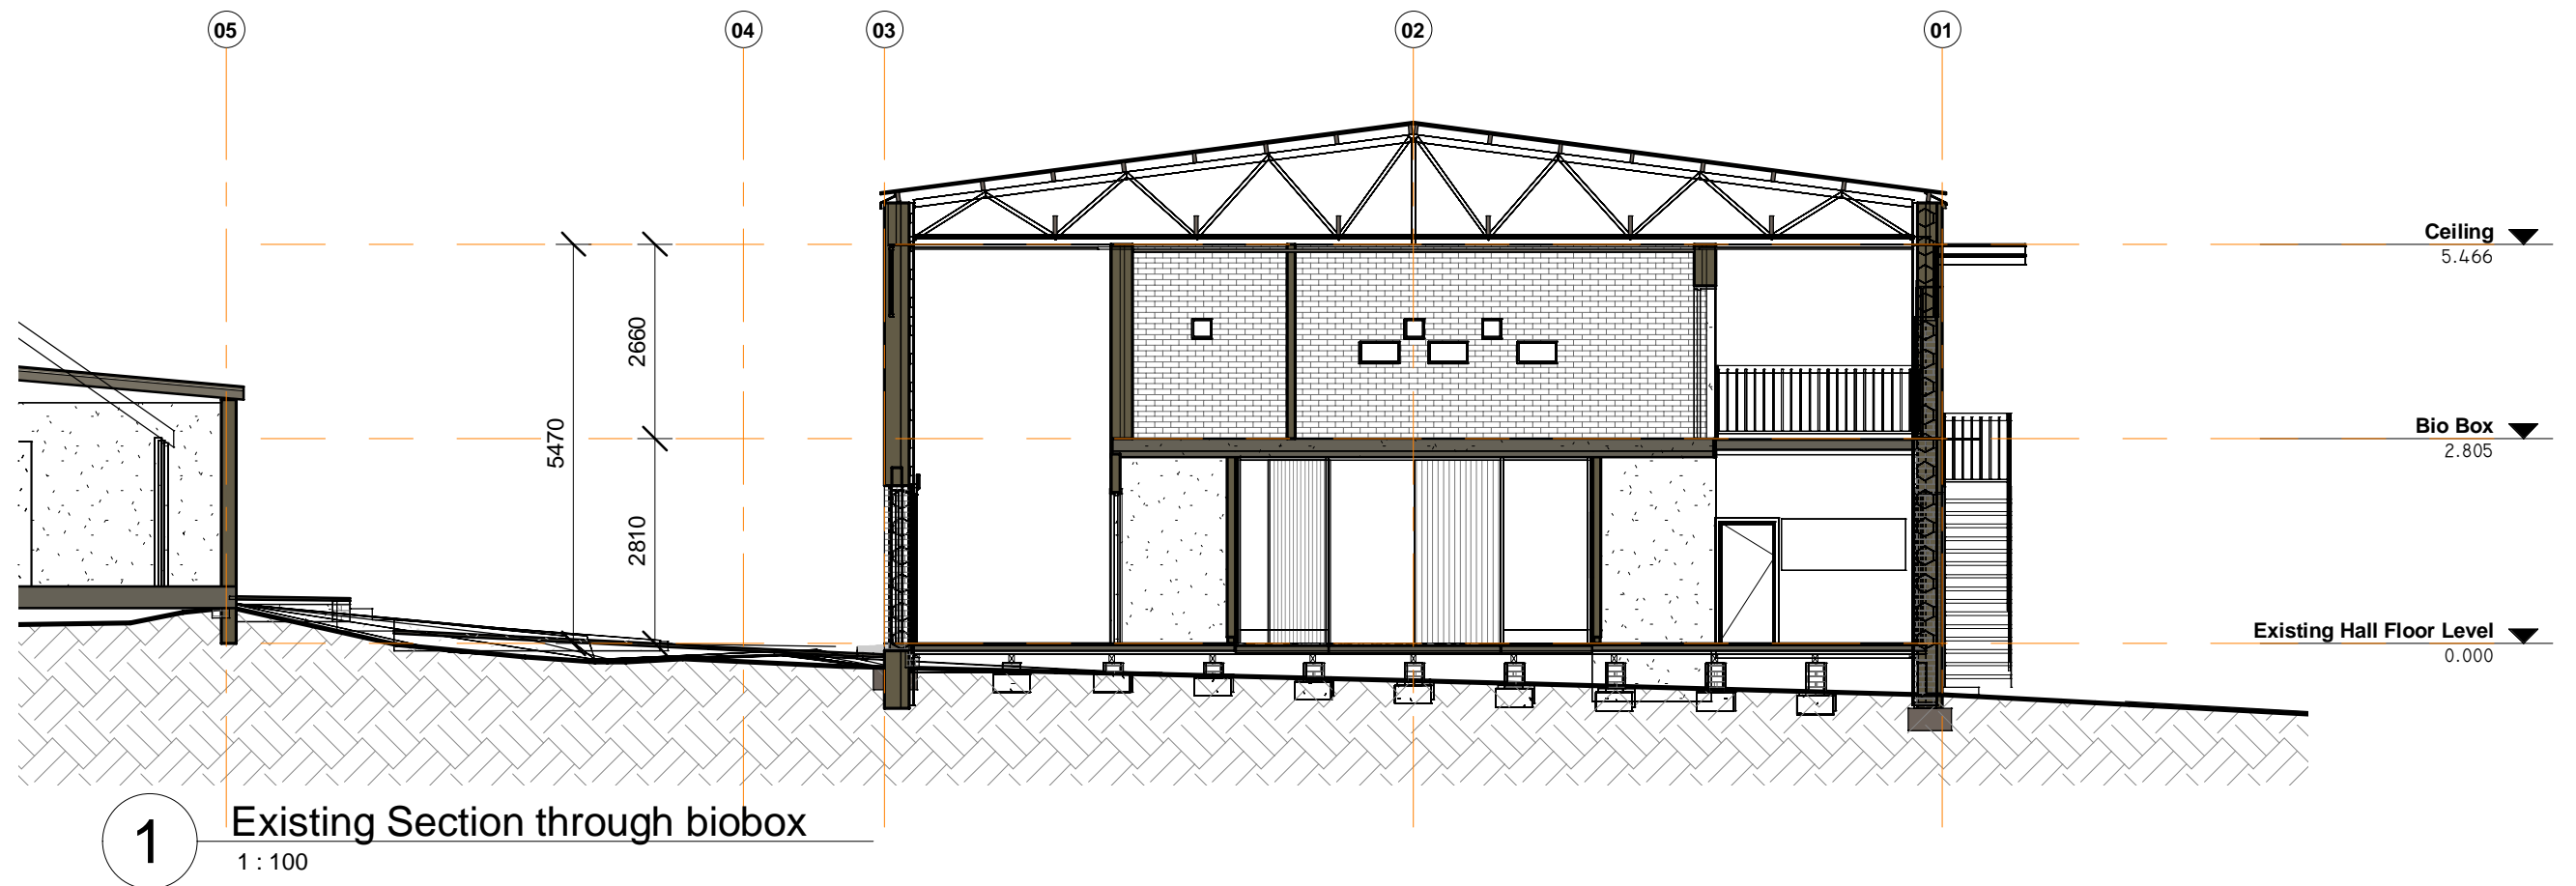 05
04
03
02
01
Ceiling
5.466
2660
5470
Bio Box
2.805
2810
Existing Hall Floor Level
0.000
1
Existing Section through biobox
1 : 100